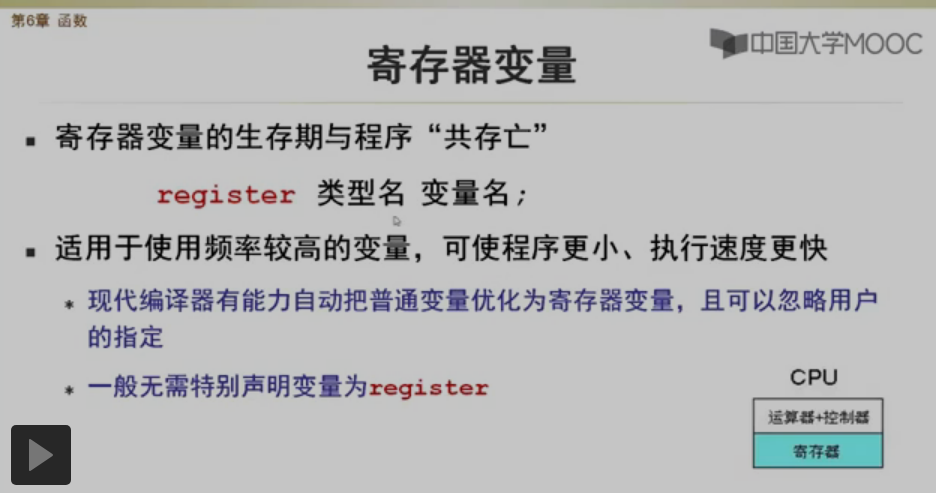 第6章 函数
中国大学MOOC
寄存器变量
▪ 寄存器变量的生存期与程序“共存亡”
register 类型名 变量名;
▪ 适用于使用频率较高的变量，可使程序更小、执行速度更快
* 现代编译器有能力自动把普通变量优化为寄存器变量，且可以忽略用户
的指定
* 一般无需特别声明变量为register
CPU
运算器+控制器
寄存器